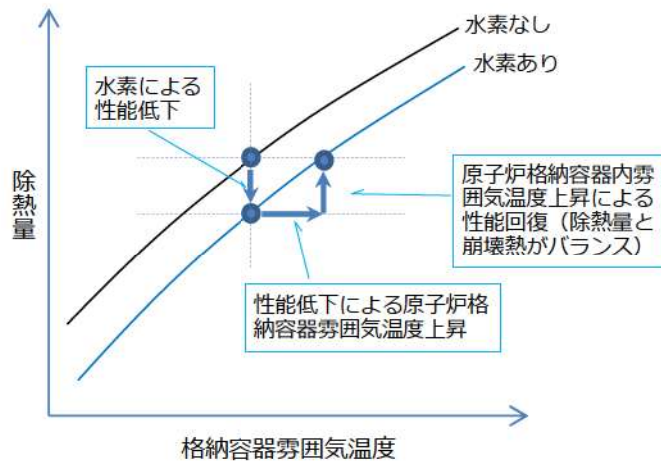 水素なし
水素あり
水素による
性能低下
除熱量
原子炉格納容器内雰
囲気温度上昇による
性能回復（除熱量と
崩壊熱がバランス）
性能低下による原子炉格
納容器雰囲気温度上昇
格納容器雰囲気温度